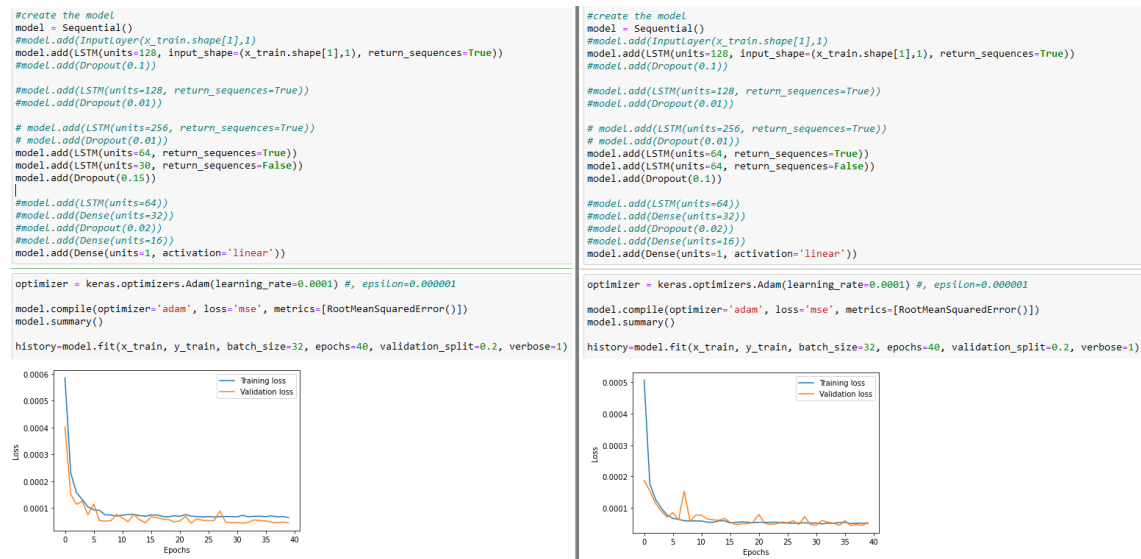 #create the model
model = Sequential()
#model.add(InputLayer(x_train.shape[1],1)
model.add(LSTM(units=128, input_shape=(x_train.shape[1],1), return_sequences=True))
#model.add(Dropout(0.1))
#model.add(LSTM(units=128, return_sequences=True))
#model.add(Dropout(0.01))
# model.add(LSTM(units=256, return_sequences=True))
# model.add(Dropout(0.01))
model.add(LSTM(units=64, return_sequences=True))
model.add(LSTM(units=30, return_sequences=False))
model.add(Dropout(0.15))
#model.add(LSTM(units=64))
#model.add(Dense(units=32))
#model.add(Dropout(0.02))
#model.add(Dense(units=16))
model.add(Dense(units=1, activation='linear'))
optimizer = keras.optimizers.Adam(learning_rate=0.0001) #, epsilon=0.000001
model.compile(optimizer='adam', loss='mse', metrics=[RootMeanSquaredError()])
model.summary()
history=model.fit(x_train, y_train, batch_size=32, epochs=40, validation_split=0.2, verbose=1)
Training loss
Validation loss
0.0006
0.0005
0.0004
0.0003
0.0002
0.0001
Loss
0 5 10 15 20 25 30 35 40
Epochs
#create the model
model = Sequential()
#model.add(InputLayer(x_train.shape[1],1)
model.add(LSTM(units=128, input_shape=(x_train.shape[1],1), return_sequences=True))
#model.add(Dropout(0.1))
#model.add(LSTM(units=128, return_sequences=True))
#model.add(Dropout(0.01))
# model.add(LSTM(units=256, return_sequences=True))
# model.add(Dropout(0.01))
model.add(LSTM(units=64, return_sequences=True))
model.add(LSTM(units=64, return_sequences=False))
model.add(Dropout(0.1))
#model.add(LSTM(units=64))
#model.add(Dense(units=32))
#model.add(Dropout(0.02))
#model.add(Dense(units=16))
model.add(Dense(units=1, activation='linear'))
optimizer = keras.optimizers.Adam(learning_rate=0.0001) #, epsilon=0.000001
model.compile(optimizer='adam', loss='mse', metrics=[RootMeanSquaredError()])
model.summary()
history=model.fit(x_train, y_train, batch_size=32, epochs=40, validation_split=0.2, verbose=1)
Training loss
Validation loss
0.0005
0.0004
0.0003
0.0002
0.0001
Loss
0 5 10 15 20 25 30 35 40
Epochs